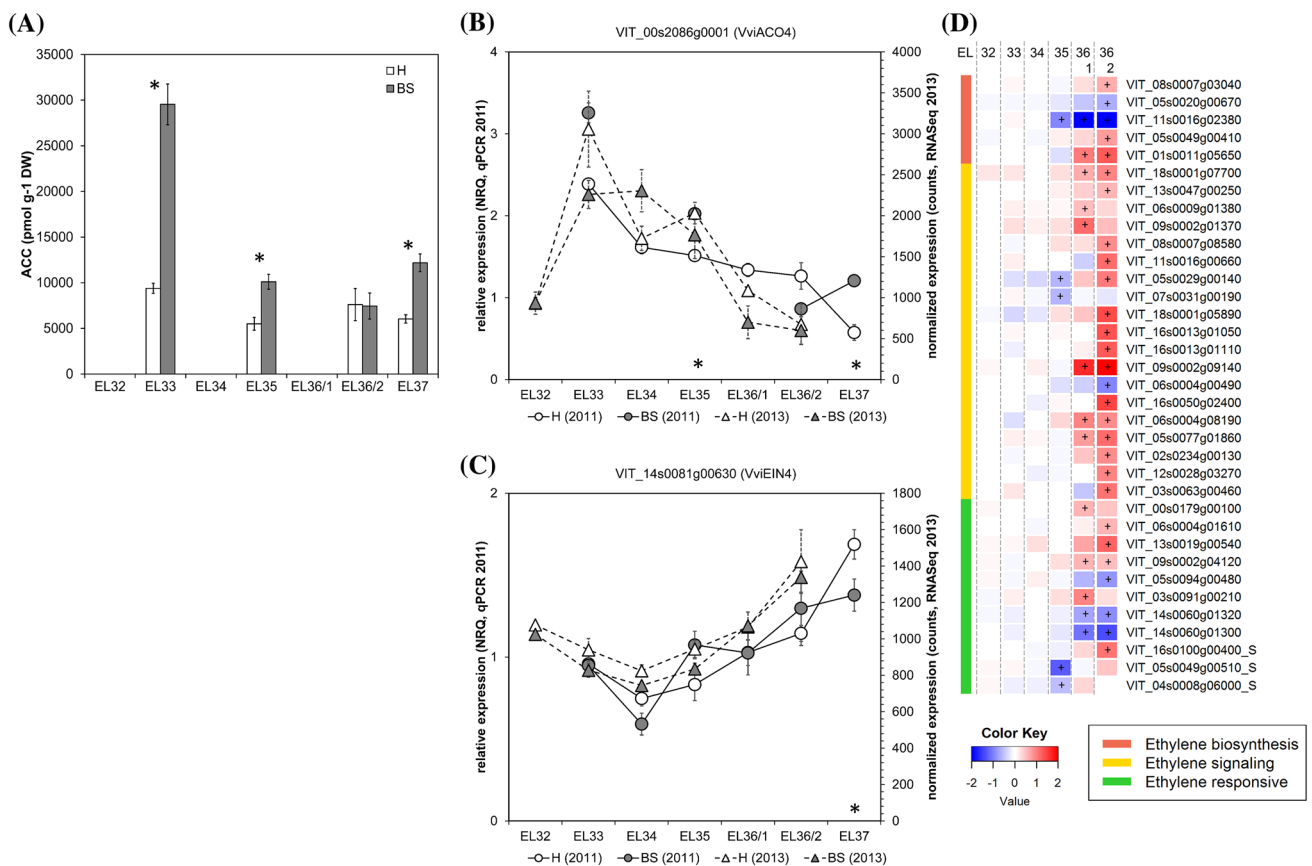 (A)
ACC (pmol g-1 DW)
40000
35000
30000
25000
20000
15000
10000
5000
0
H
BS
*
*
*
EL32 EL33 EL34 EL35 EL36/1 EL36/2 EL37
(B)
VIT_00s2086g0001 (VviACO4)
relative expression (NRQ, qPCR 2011)
4
3
2
1
0
normalized expression (counts, RNASeq 2013)
4000
3500
3000
2500
2000
1500
1000
500
0
* *
EL32 EL33 EL34 EL35 EL36/1 EL36/2 EL37
H (2011) BS (2011) H (2013) BS (2013)
(C)
VIT_14s0081g00630 (VviEIN4)
relative expression (NRQ, qPCR 2011)
2
1
0
normalized expression (counts, RNASeq 2013)
1800
1600
1400
1200
1000
800
600
400
200
0
*
EL32 EL33 EL34 EL35 EL36/1 EL36/2 EL37
H (2011) BS (2011) H (2013) BS (2013)
(D)
EL 32 33 34 35 36 36
1 2
+ VIT_08s0007g03040
+ VIT_05s0020g00670
+ + + VIT_11s0016g02380
+ VIT_05s0049g00410
+ + VIT_01s0011g05650
+ + VIT_18s0001g07700
+ VIT_13s0047g00250
+ VIT_06s0009g01380
+ VIT_09s0002g01370
+ VIT_08s0007g08580
+ VIT_11s0016g00660
+ + VIT_05s0029g00140
+ VIT_07s0031g00190
+ VIT_18s0001g05890
+ VIT_16s0013g01050
+ VIT_16s0013g01110
+ + VIT_09s0002g09140
+ VIT_06s0004g00490
+ VIT_16s0050g02400
+ + VIT_06s0004g08190
+ + VIT_05s0077g01860
+ VIT_02s0234g00130
+ VIT_12s0028g03270
+ VIT_03s0063g00460
+ VIT_00s0179g00100
+ VIT_06s0004g01610
+ VIT_13s0019g00540
+ + VIT_09s0002g04120
+ VIT_05s0094g00480
+ VIT_03s0091g00210
+ + VIT_14s0060g01320
+ + VIT_14s0060g01300
+ VIT_16s0100g00400_S
+ VIT_05s0049g00510_S
+ VIT_04s0008g06000_S
Color Key
-2 -1 0 1 2
Value
Ethylene biosynthesis
Ethylene signaling
Ethylene responsive